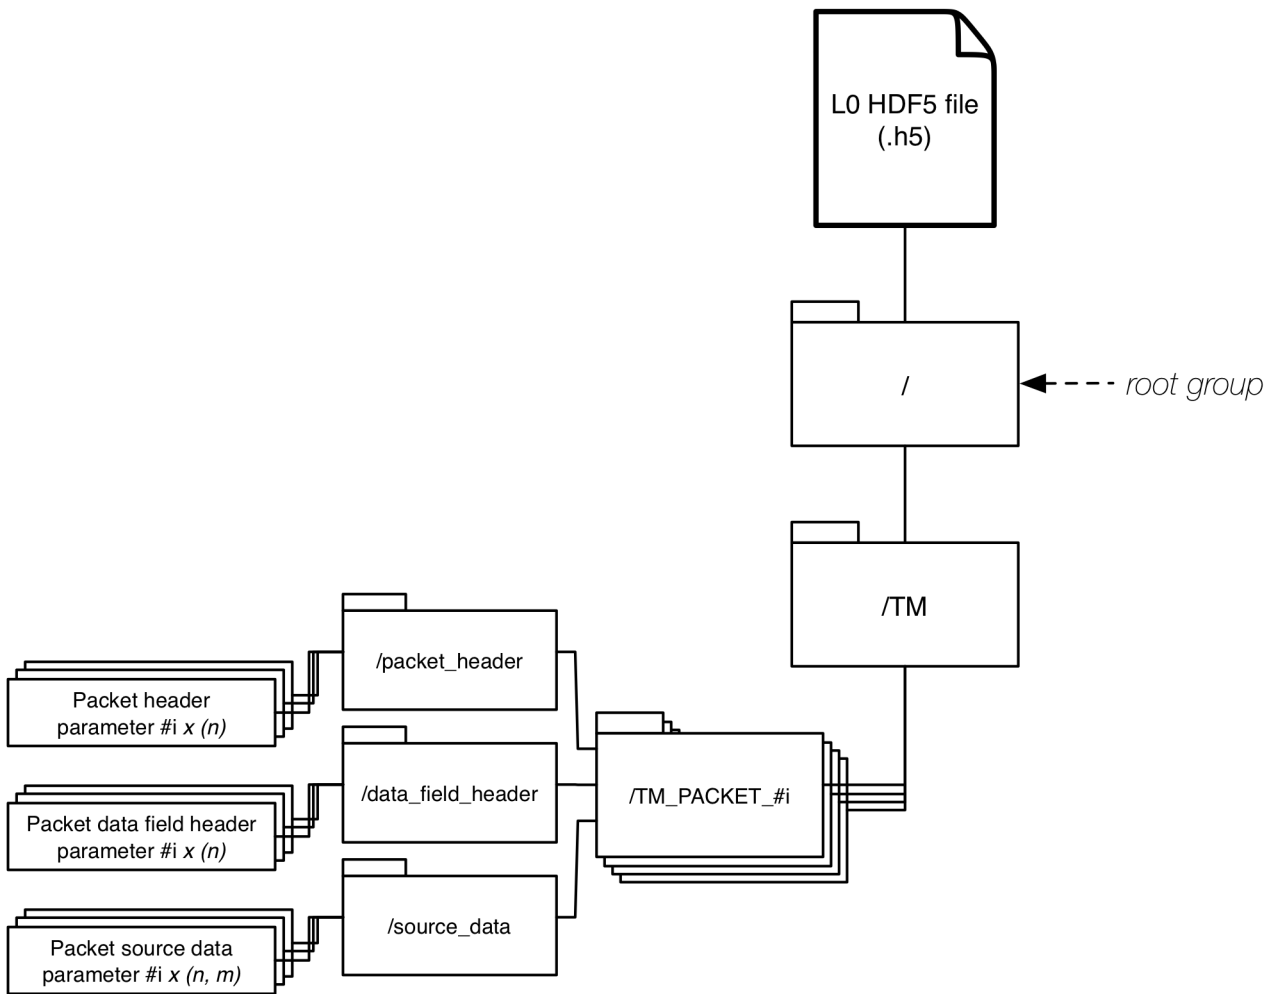 L0 HDF5 file
(.h5)
/
root group
/TM
/packet_header
Packet header
parameter #i x (n)
/data_field_header
/TM_PACKET_#i
Packet data field header
parameter #i x (n)
/source_data
Packet source data
parameter #i x (n, m)